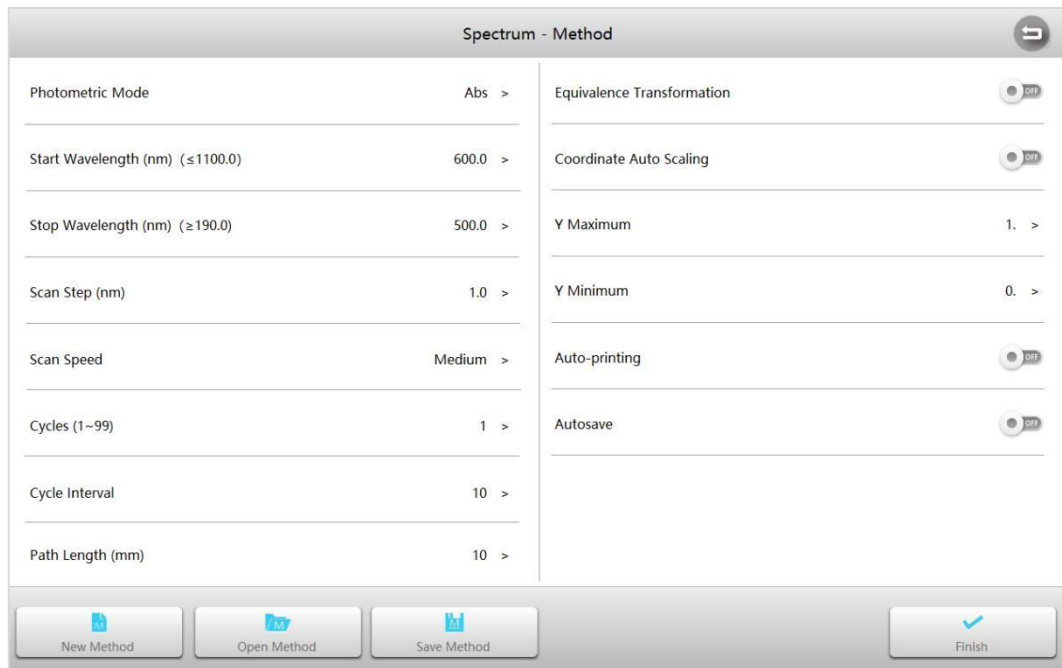 Spectrum - Method
Photometric Mode Abs >
Start Wavelength (nm) (≤1100.0) 600.0 >
Stop Wavelength (nm) (≥190.0) 500.0 >
Scan Step (nm) 1.0 >
Scan Speed Medium >
Cycles (1~99) 1 >
Cycle Interval 10 >
Path Length (mm) 10 >
Equivalence Transformation OFF
Coordinate Auto Scaling OFF
Y Maximum 1. >
Y Minimum 0. >
Auto-printing OFF
Autosave OFF
M M M
New Method Open Method Save Method Finish